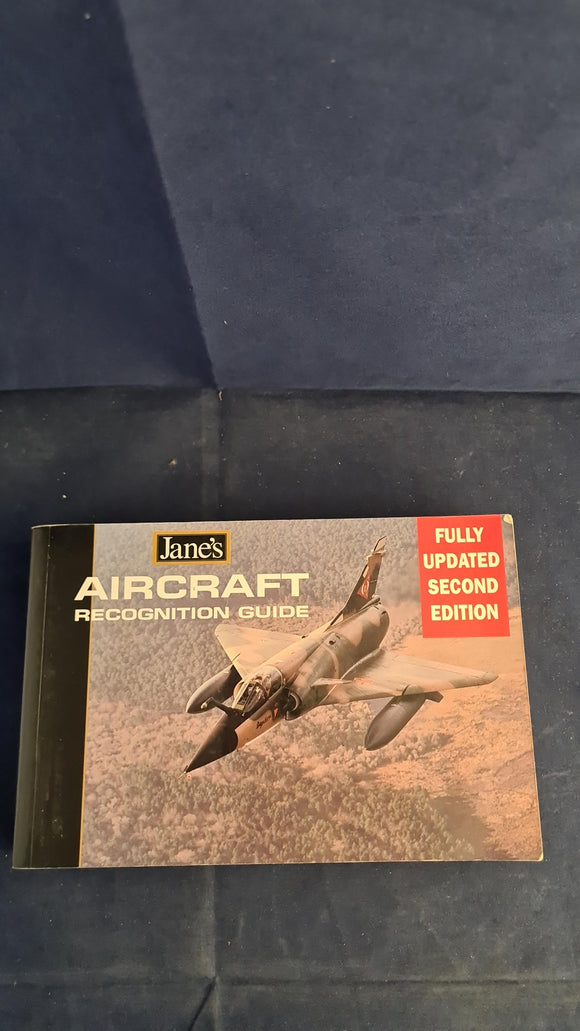 Jane's
AIRCRAFT
RECOGNITION GUIDE
FULLY
UPDATED
SECOND
EDITION